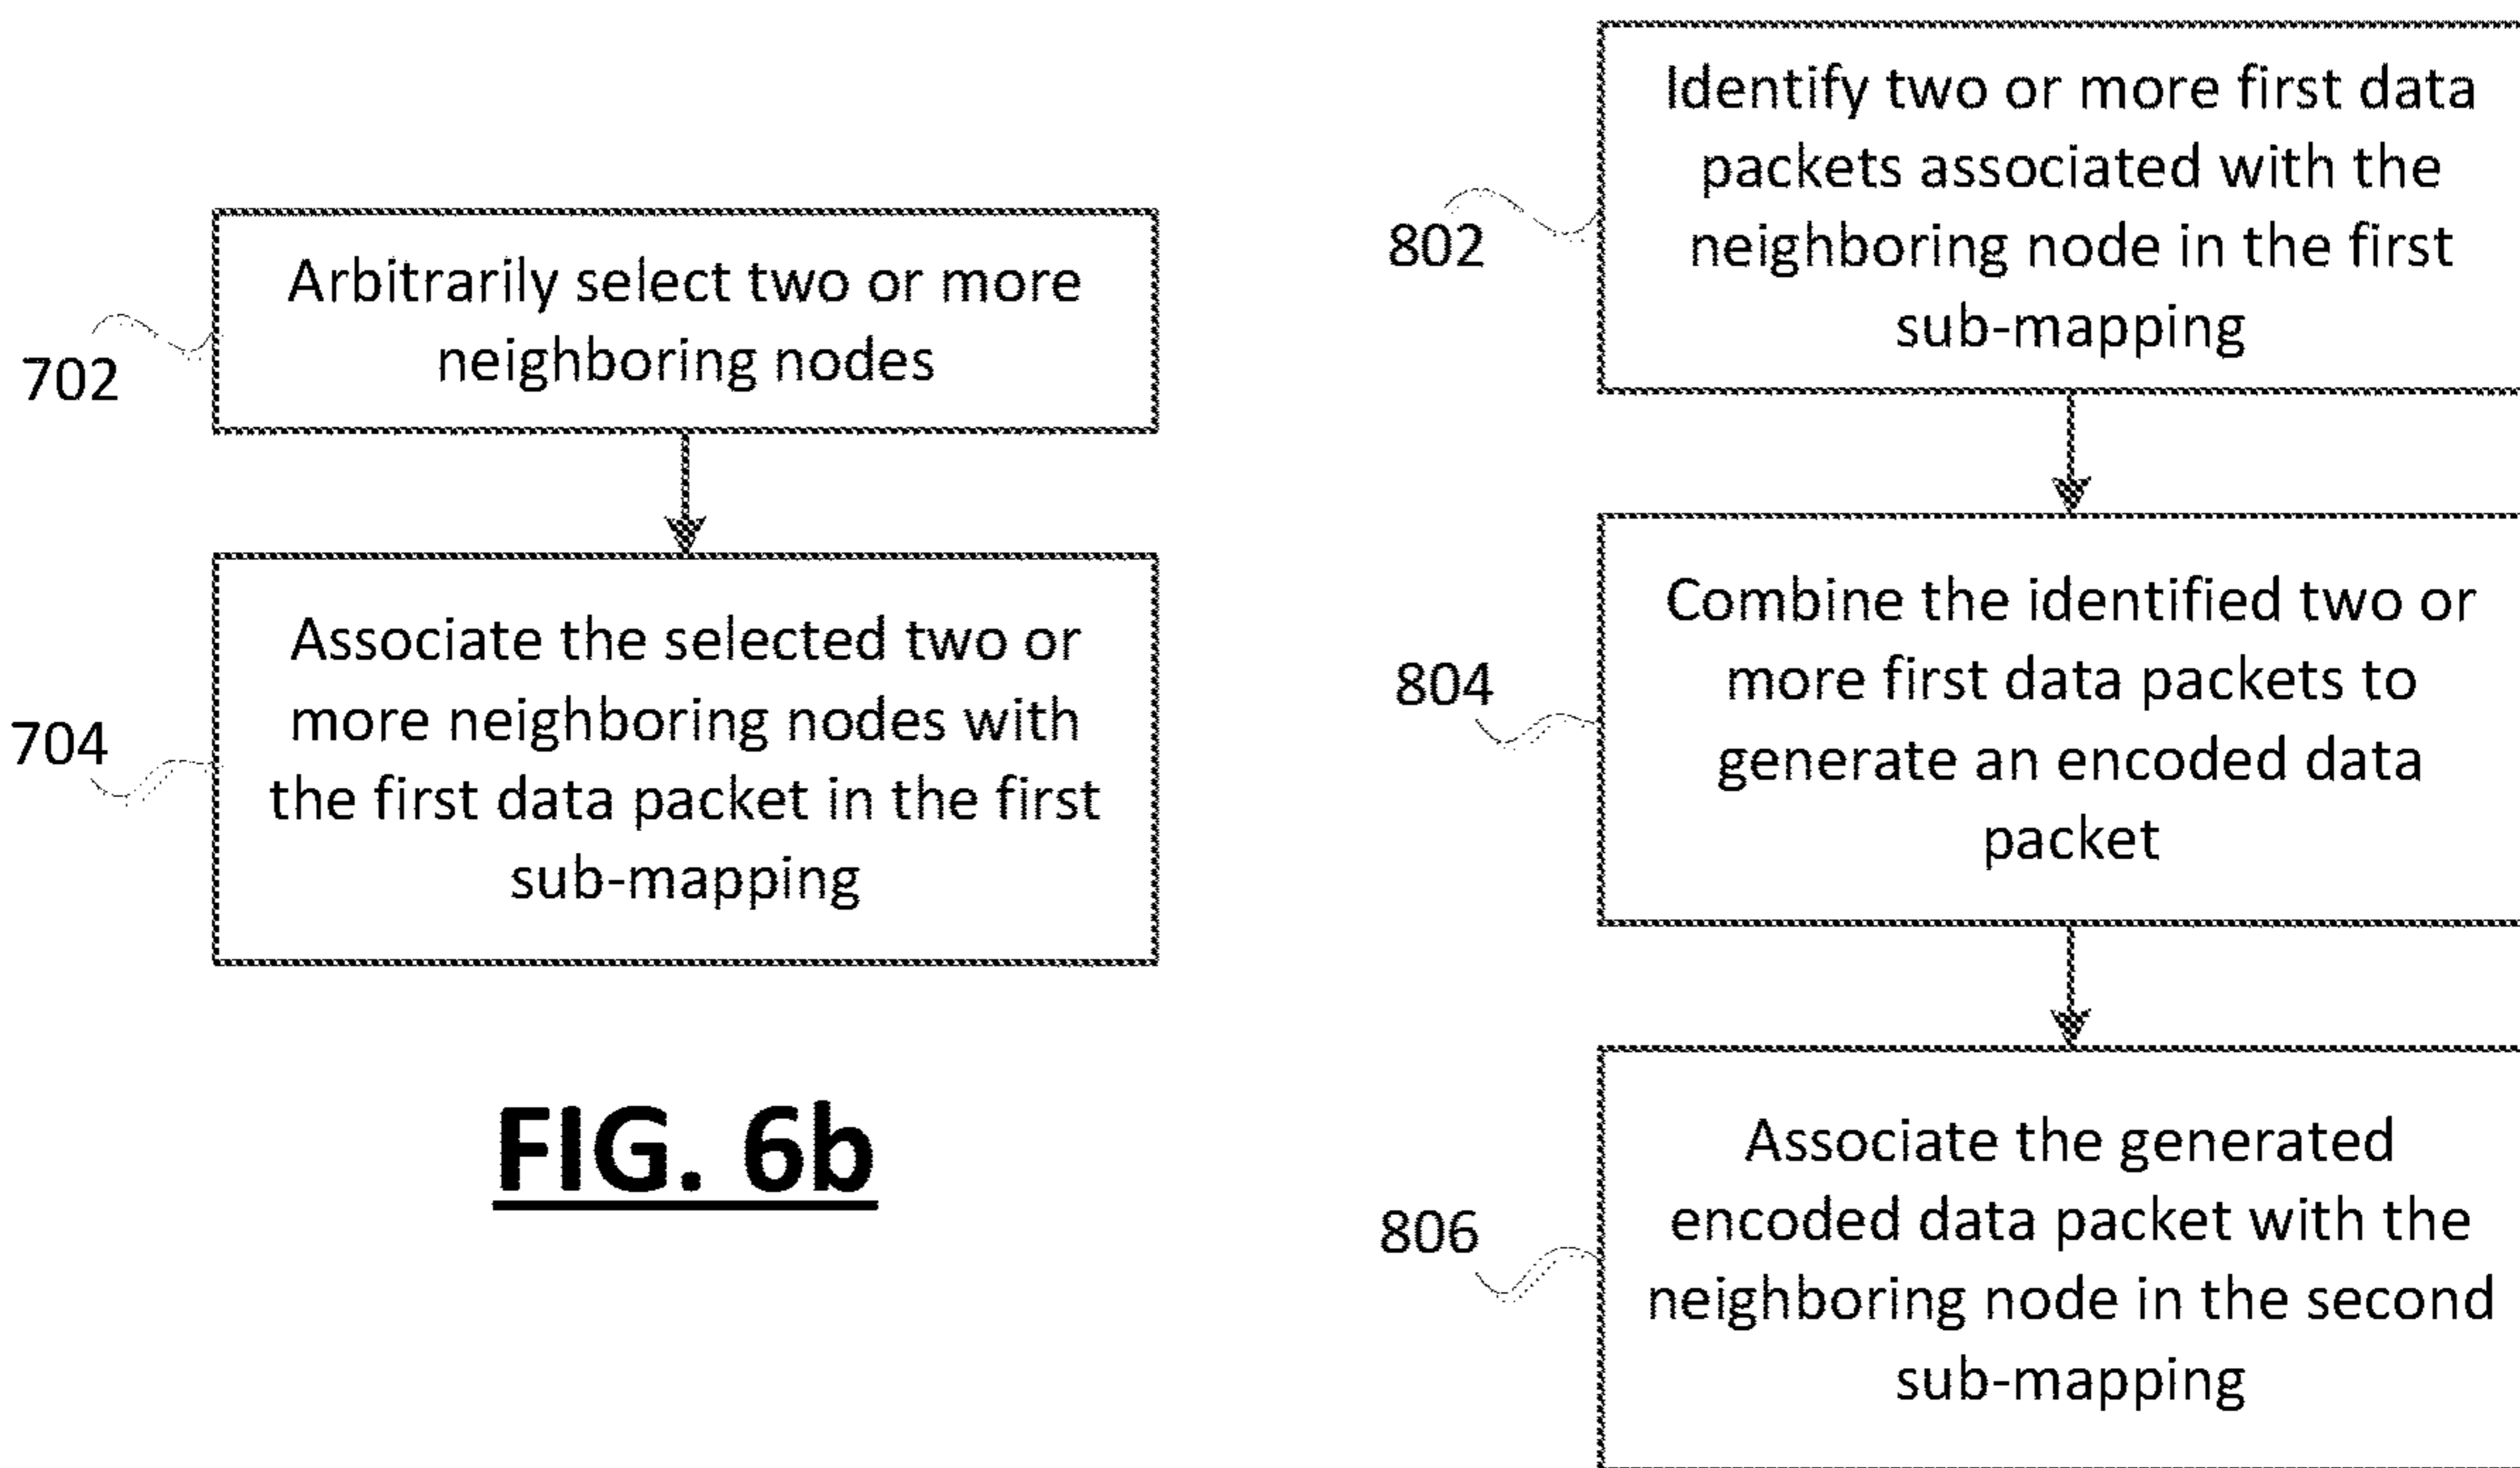 702
Arbitrarily select two or more
neighboring nodes
704
Associate the selected two or
more neighboring nodes with
the first data packet in the first
sub-mapping
FIG. 6b
802
Identify two or more first data
packets associated with the
neighboring node in the first
sub-mapping
804
Combine the identified two or
more first data packets to
generate an encoded data
packet
806
Associate the generated
encoded data packet with the
neighboring node in the second
sub-mapping